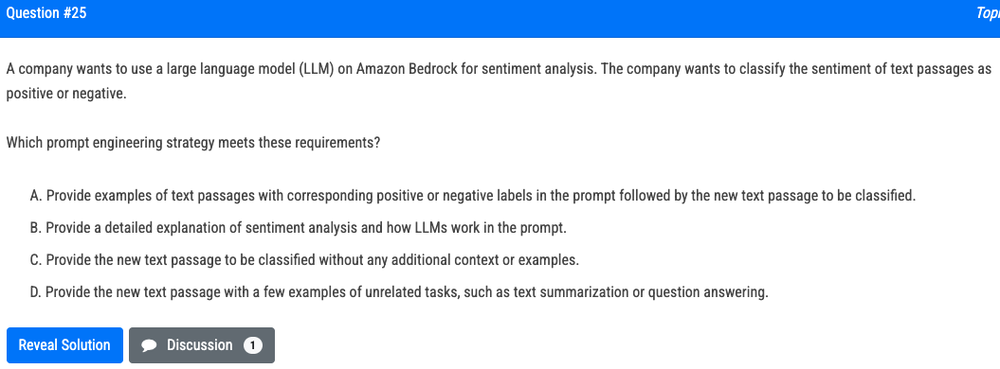 Question #25
Top
A company wants to use a large language model (LLM) on Amazon Bedrock for sentiment analysis. The company wants to classify the sentiment of text passages as
positive or negative.
Which prompt engineering strategy meets these requirements?
A. Provide examples of text passages with corresponding positive or negative labels in the prompt followed by the new text passage to be classified.
B. Provide a detailed explanation of sentiment analysis and how LLMs work in the prompt.
C. Provide the new text passage to be classified without any additional context or examples.
D. Provide the new text passage with a few examples of unrelated tasks, such as text summarization or question answering.
Reveal Solution
Discussion 1